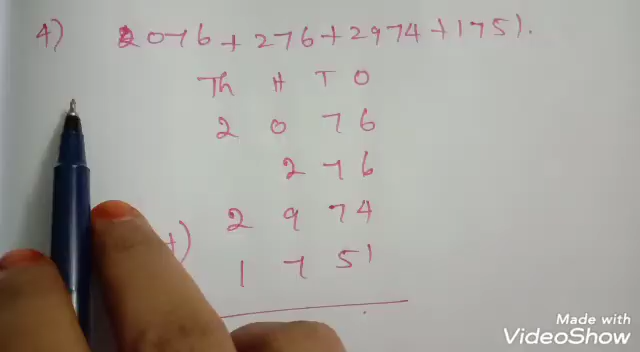 4) 2076 + 276 + 2974 + 1751.
Th H T O
2 0 7 6
2 7 6
2 9 7 4
+) 1 7 5 1
Made with
VideoShow